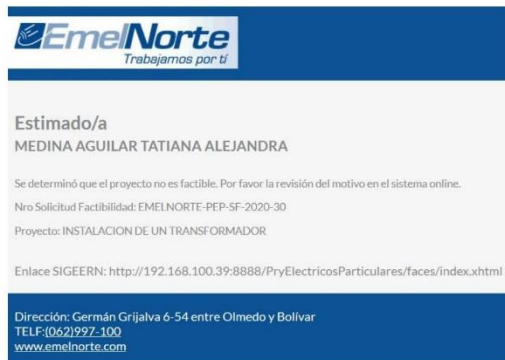 EmelNorte
Trabajamos por tí
Estimado/a
MEDINA AGUILAR TATIANA ALEJANDRA
Se determinó que el proyecto no es factible. Por favor la revisión del motivo en el sistema online.
Nro Solicitud Factibilidad: EMELNORTE-PEP-SF-2020-30
Proyecto: INSTALACION DE UN TRANSFORMADOR
Enlace SIGEERN: http://192.168.100.39:8888/PryElectricosParticulares/faces/index.xhtml
Dirección: Germán Grijalva 6-54 entre Olmedo y Bolívar
TELF:(062)997-100
www.emelnorte.com